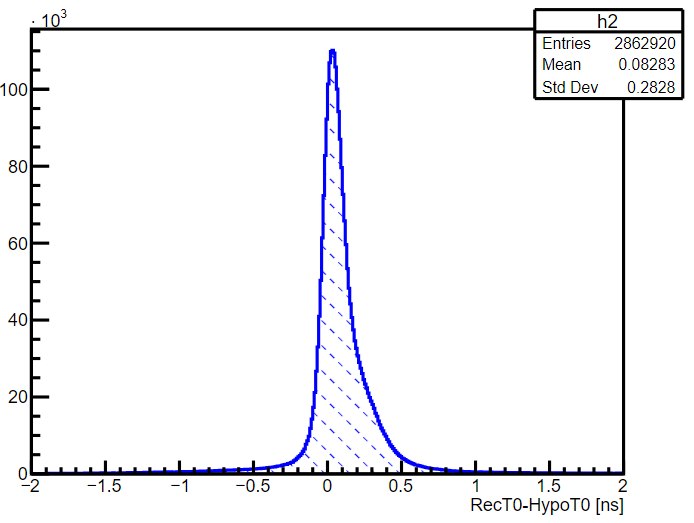 · 10³
h2
Entries 2862920
Mean 0.08283
Std Dev 0.2828
100
80
60
40
20
0
−2 −1.5 −1 −0.5 0 0.5 1 1.5 2
RecT0-HypoT0 [ns]